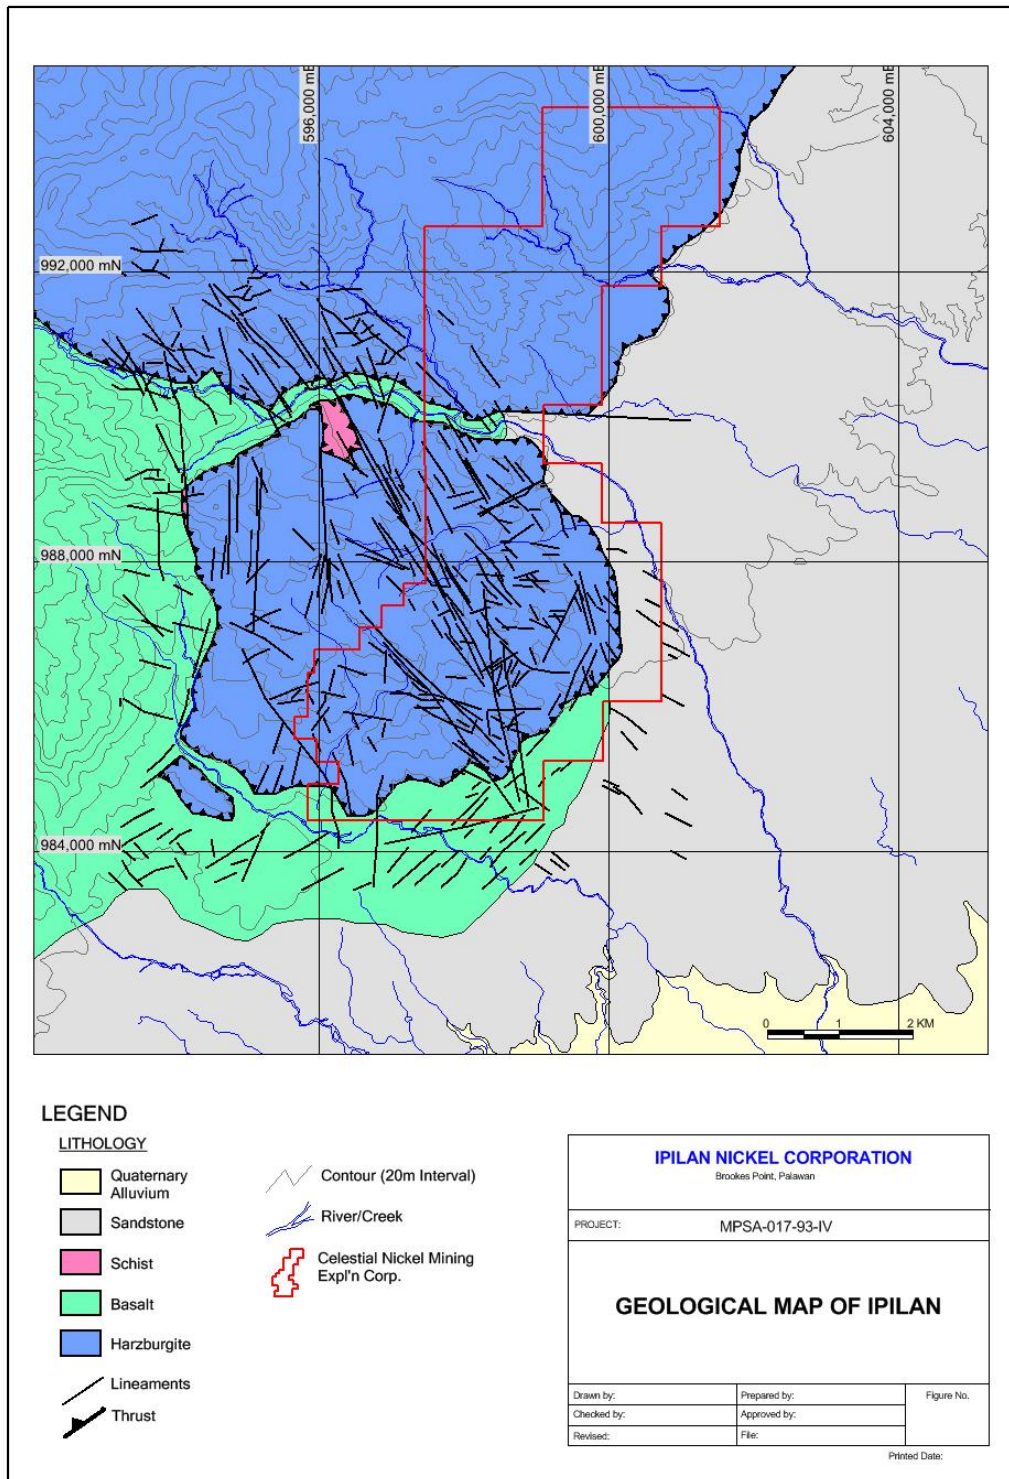 596,000 mE
600,000 mE
604,000 mE
992,000 mN
988,000 mN
984,000 mN
0 1 2 KM
LEGEND
LITHOLOGY
Quaternary
Alluvium
Sandstone
Schist
Basalt
Harzburgite
Lineaments
Thrust
Contour (20m Interval)
River/Creek
Celestial Nickel Mining
Expl'n Corp.
IPILAN NICKEL CORPORATION
Brookes Point, Palawan
PROJECT: MPSA-017-93-IV
GEOLOGICAL MAP OF IPILAN
Drawn by: Prepared by: Figure No.
Checked by: Approved by:
Revised: File:
Printed Date: